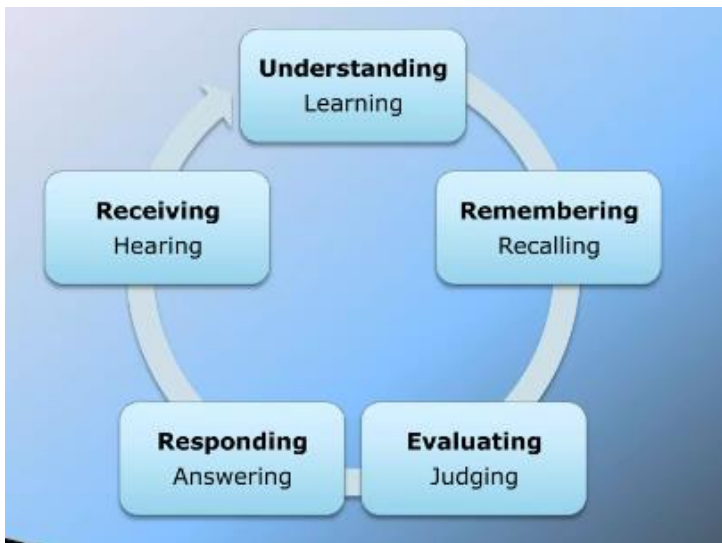 Understanding
Learning
Remembering
Recalling
Evaluating
Judging
Responding
Answering
Receiving
Hearing